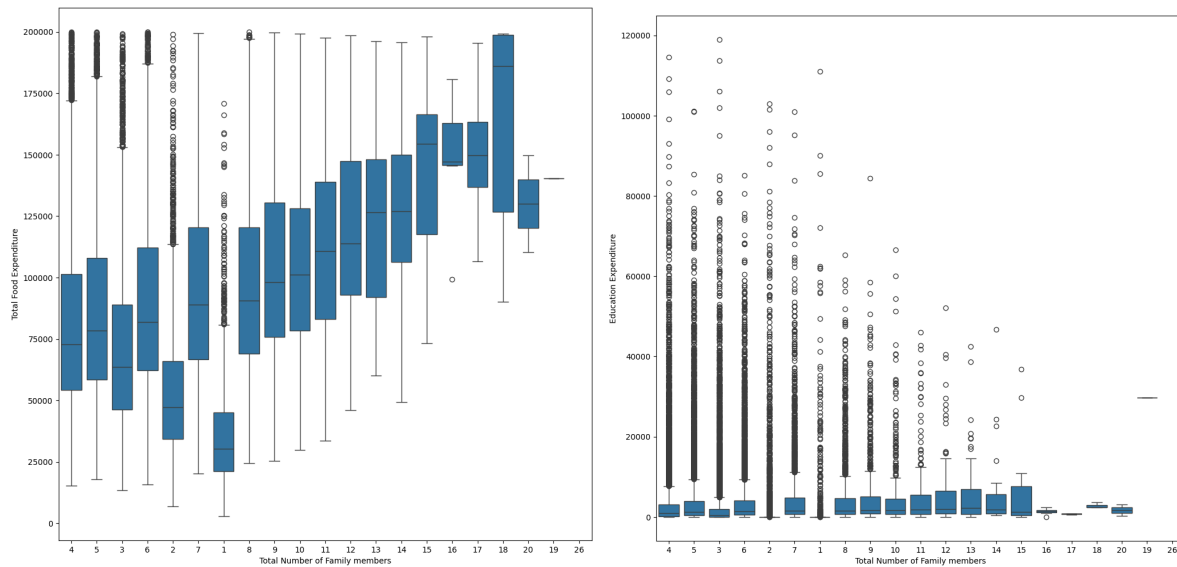 200000
175000
150000
125000
100000
75000
50000
25000
0
Total Food Expenditure
4 5 3 6 2 7 1 8 9 10 11 12 13 14 15 16 17 18 20 19 26
Total Number of Family members
120000
100000
80000
60000
40000
20000
0
Education Expenditure
4 5 3 6 2 7 1 8 9 10 11 12 13 14 15 16 17 18 20 19 26
Total Number of Family members